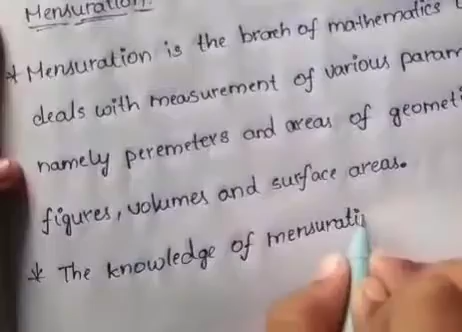 Mensuration.
* Mensuration is the brach of mathematics
deals with measurement of various param
namely peremeters and areas of geomet
figures, volumes and surface areas.
* The knowledge of mensurati